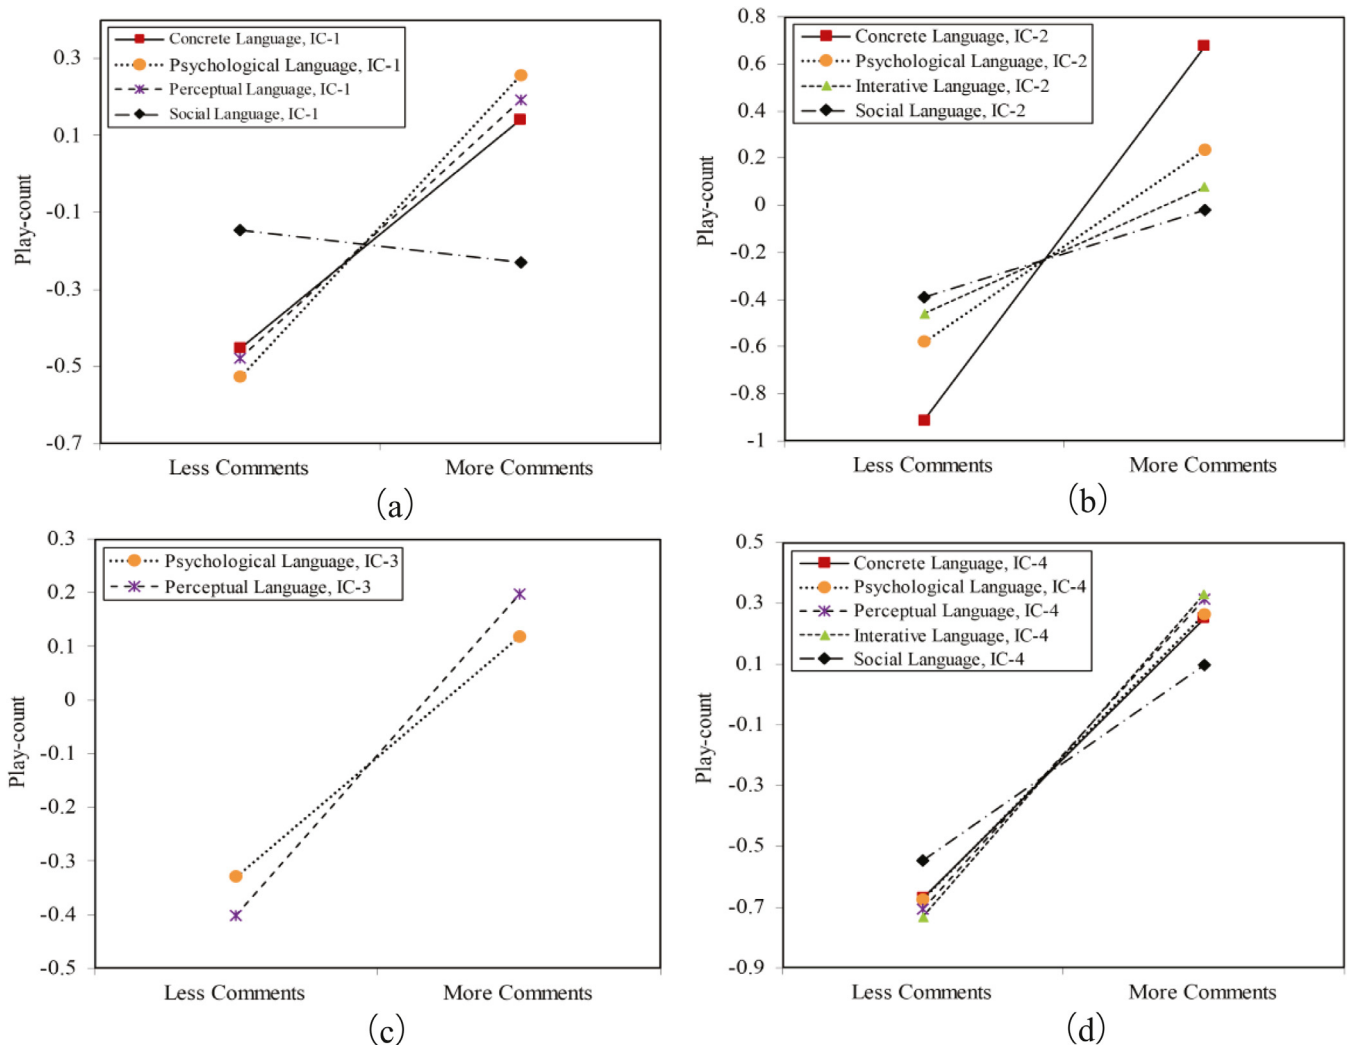 Concrete Language, IC-1
Psychological Language, IC-1
Perceptual Language, IC-1
Social Language, IC-1
0.3
0.1
-0.1
-0.3
-0.5
-0.7
Play-count
Less Comments
More Comments
(a)
Concrete Language, IC-2
Psychological Language, IC-2
Interative Language, IC-2
Social Language, IC-2
0.8
0.6
0.4
0.2
0
-0.2
-0.4
-0.6
-0.8
-1
Play-count
Less Comments
More Comments
(b)
Psychological Language, IC-3
Perceptual Language, IC-3
0.3
0.2
0.1
0
-0.1
-0.2
-0.3
-0.4
-0.5
Play-count
Less Comments
More Comments
(c)
Concrete Language, IC-4
Psychological Language, IC-4
Perceptual Language, IC-4
Interative Language, IC-4
Social Language, IC-4
0.5
0.3
0.1
-0.1
-0.3
-0.5
-0.7
-0.9
Play-count
Less Comments
More Comments
(d)